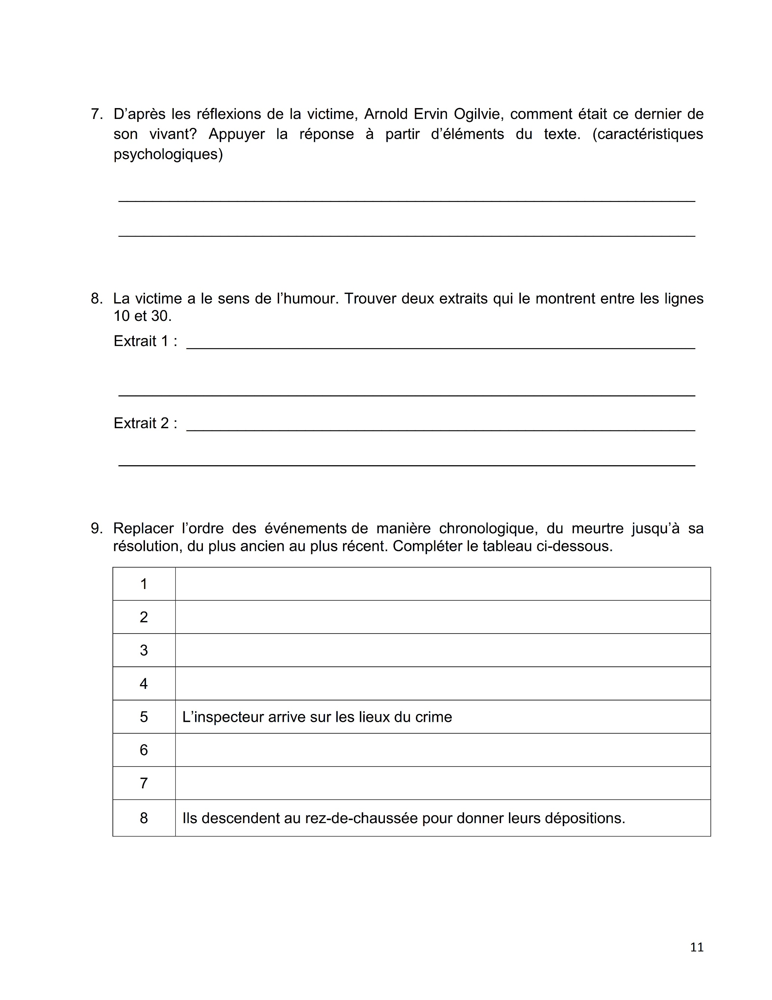 7. D’après les réflexions de la victime, Arnold Ervin Ogilvie, comment était ce dernier de
son vivant? Appuyer la réponse à partir d’éléments du texte. (caractéristiques
psychologiques)
8. La victime a le sens de l’humour. Trouver deux extraits qui le montrent entre les lignes
10 et 30.
Extrait 1 :
Extrait 2 :
9. Replacer l’ordre des événements de manière chronologique, du meurtre jusqu’à sa
résolution, du plus ancien au plus récent. Compléter le tableau ci-dessous.
1
2
3
4
5 L’inspecteur arrive sur les lieux du crime
6
7
8 Ils descendent au rez-de-chaussée pour donner leurs dépositions.
11